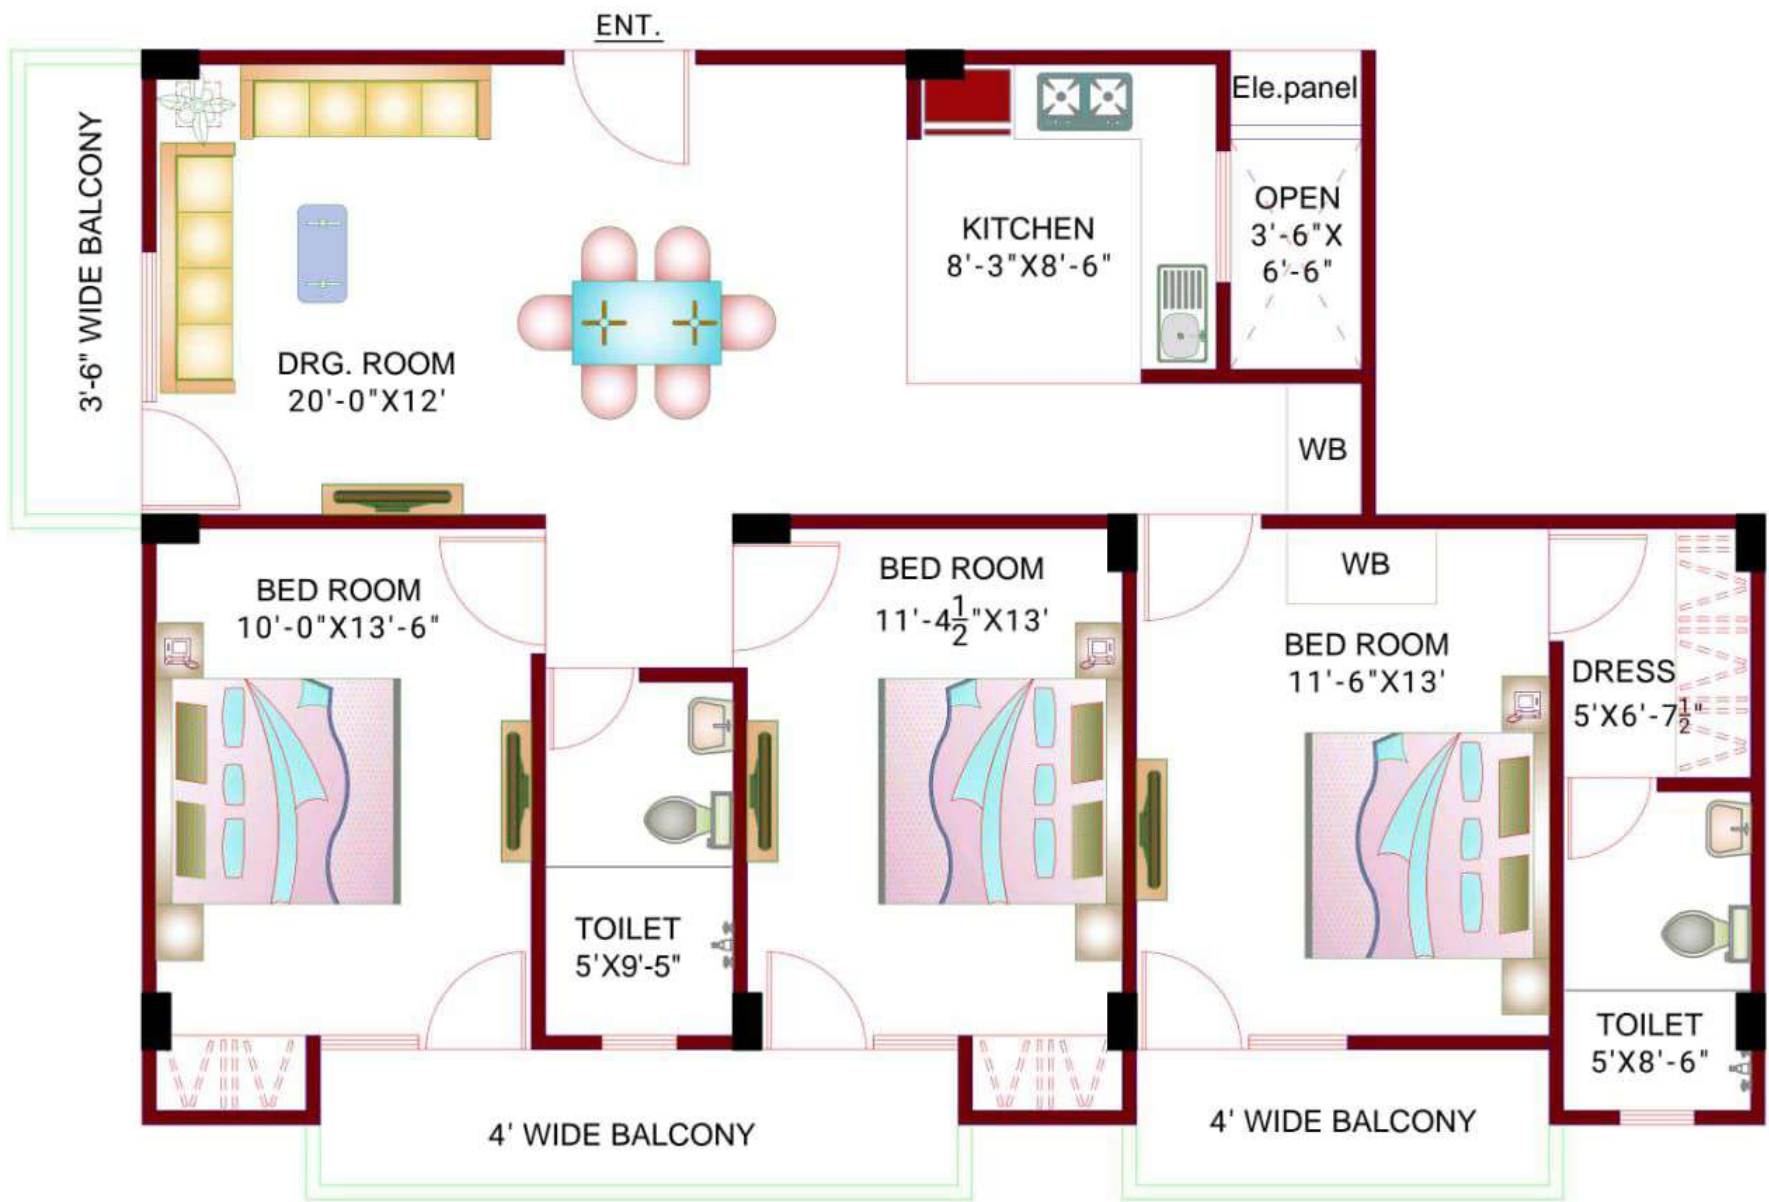 ENT.
3'-6" WIDE BALCONY
Ele.panel
OPEN
3'-6"X
6'-6"
KITCHEN
8'-3"X8'-6"
DRG. ROOM
20'-0"X12'
WB
BED ROOM
10'-0"X13'-6"
BED ROOM
11'-4½"X13'
WB
BED ROOM
11'-6"X13'
DRESS
5'X6'-7½"
TOILET
5'X9'-5"
TOILET
5'X8'-6"
4' WIDE BALCONY
4' WIDE BALCONY